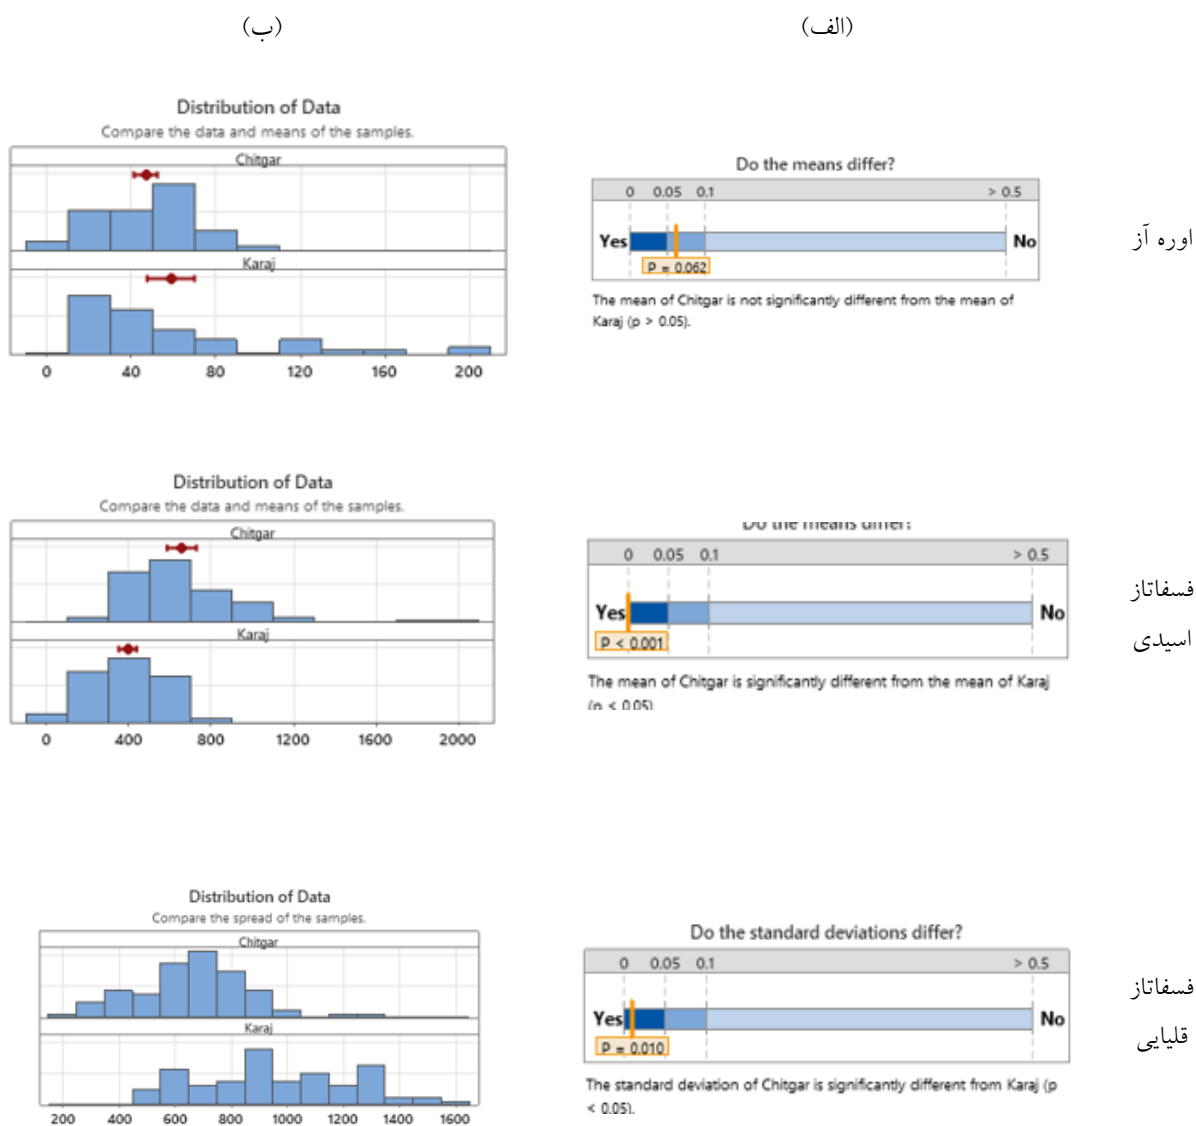 (الف)
(ب)
اوره آز
Do the means differ?
0 0.05 0.1 > 0.5
Yes No
P = 0.062
The mean of Chitgar is not significantly different from the mean of
Karaj (p > 0.05).
Distribution of Data
Compare the data and means of the samples.
Chitgar
Karaj
0 40 80 120 160 200
فسفاتاز
اسیدی
Do the means differ?
0 0.05 0.1 > 0.5
Yes No
P < 0.001
The mean of Chitgar is significantly different from the mean of Karaj
(p < 0.05)
Distribution of Data
Compare the data and means of the samples.
Chitgar
Karaj
0 400 800 1200 1600 2000
فسفاتاز
قلیایی
Do the standard deviations differ?
0 0.05 0.1 > 0.5
Yes No
P = 0.010
The standard deviation of Chitgar is significantly different from Karaj (p
< 0.05).
Distribution of Data
Compare the spread of the samples.
Chitgar
Karaj
200 400 600 800 1000 1200 1400 1600